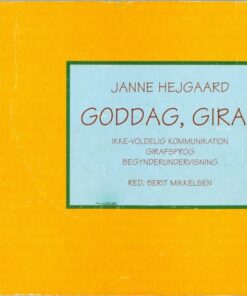 JANNE HEJGAARD
GODDAG, GIRA
IKKE-VOLDELIG KOMMUNIKATION
GIRAFSPROG
BEGYNDERUNDERVISNING
RED. BERIT MIKKELSEN